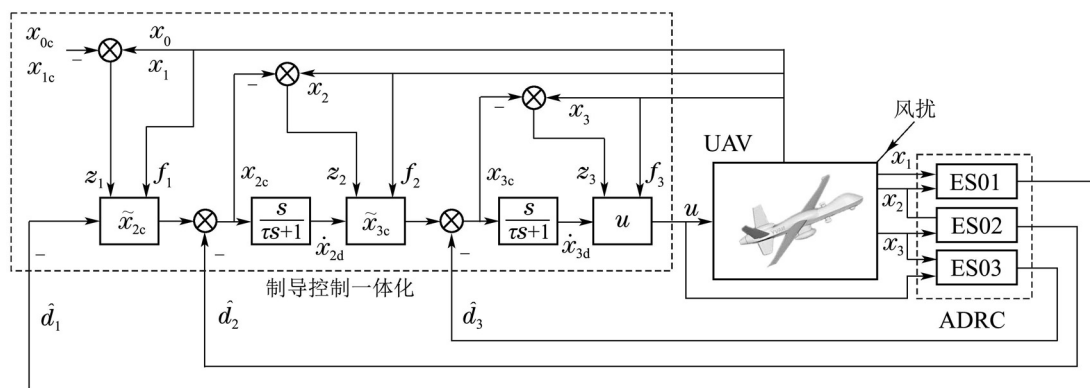 x₀c x₀
− 
x₁c x₁
− x₂
− x₃
UAV
风扰
z₁ f₁ x₂c z₂ f₂ x₃c z₃ f₃
x₁
x₂
x₃
ES01
ES02
ES03
x̃₂c
s
τs+1
x̃₃c
s
τs+1
u
u
− − ẋ₂d − ẋ₃d
制导控制一体化
ADRC
d̂₁ d̂₂ d̂₃